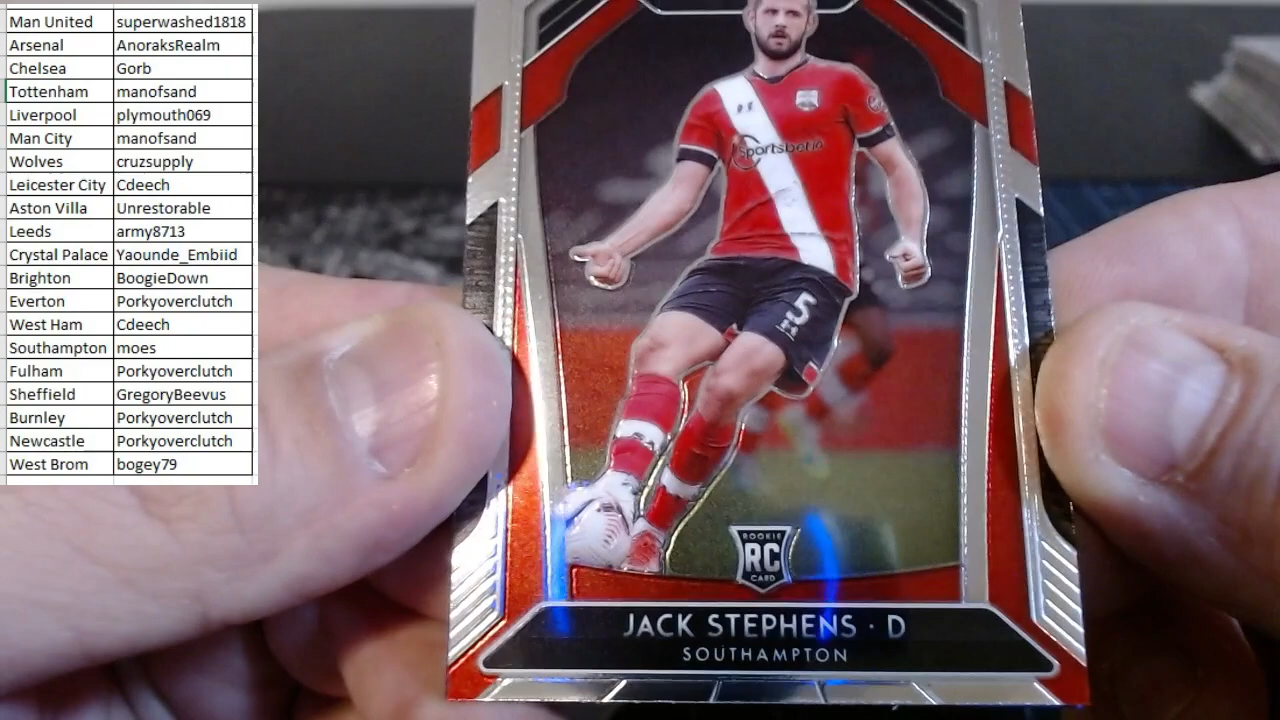 Man United superwashed1818
Arsenal AnoraksRealm
Chelsea Gorb
Tottenham manofsand
Liverpool plymouth069
Man City manofsand
Wolves cruzsupply
Leicester City Cdeech
Aston Villa Unrestorable
Leeds army8713
Crystal Palace Yaounde_Embiid
Brighton BoogieDown
Everton Porkyoverclutch
West Ham Cdeech
Southampton moes
Fulham Porkyoverclutch
Sheffield GregoryBeevus
Burnley Porkyoverclutch
Newcastle Porkyoverclutch
West Brom bogey79
5
ROOKIE
RC
CARD
JACK STEPHENS · D
SOUTHAMPTON